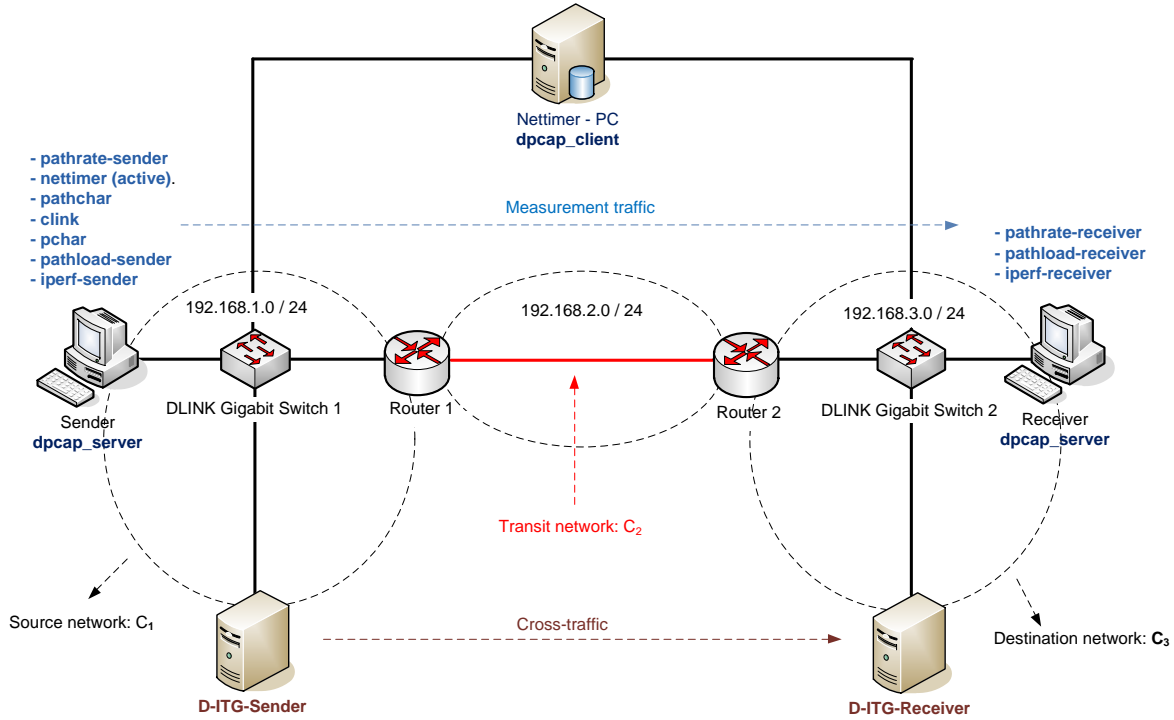 Nettimer - PC
dpcap_client
- pathrate-sender
- nettimer (active).
- pathchar
- clink
- pchar
- pathload-sender
- iperf-sender
Measurement traffic
- pathrate-receiver
- pathload-receiver
- iperf-receiver
192.168.1.0 / 24
192.168.2.0 / 24
192.168.3.0 / 24
Sender
dpcap_server
DLINK Gigabit Switch 1
Router 1
Router 2
DLINK Gigabit Switch 2
Receiver
dpcap_server
Transit network: C2
Source network: C1
Cross-traffic
Destination network: C3
D-ITG-Sender
D-ITG-Receiver